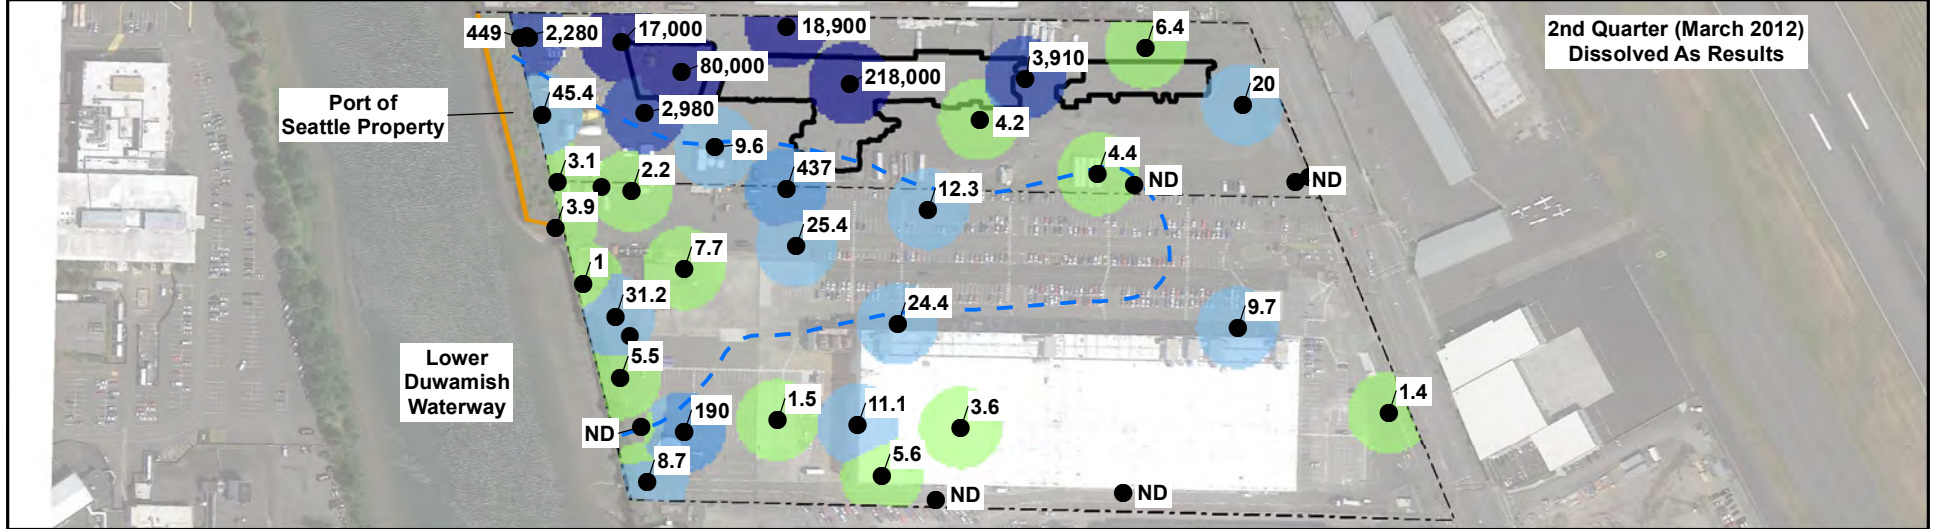 2nd Quarter (March 2012)
Dissolved As Results
449
2,280
17,000
18,900
6.4
80,000
218,000
3,910
20
Port of
Seattle Property
45.4
2,980
4.2
9.6
3.1
2.2
437
4.4
ND
ND
12.3
3.9
25.4
7.7
1
31.2
24.4
9.7
Lower
Duwamish
Waterway
5.5
1.4
190
1.5
11.1
3.6
ND
8.7
5.6
ND
ND